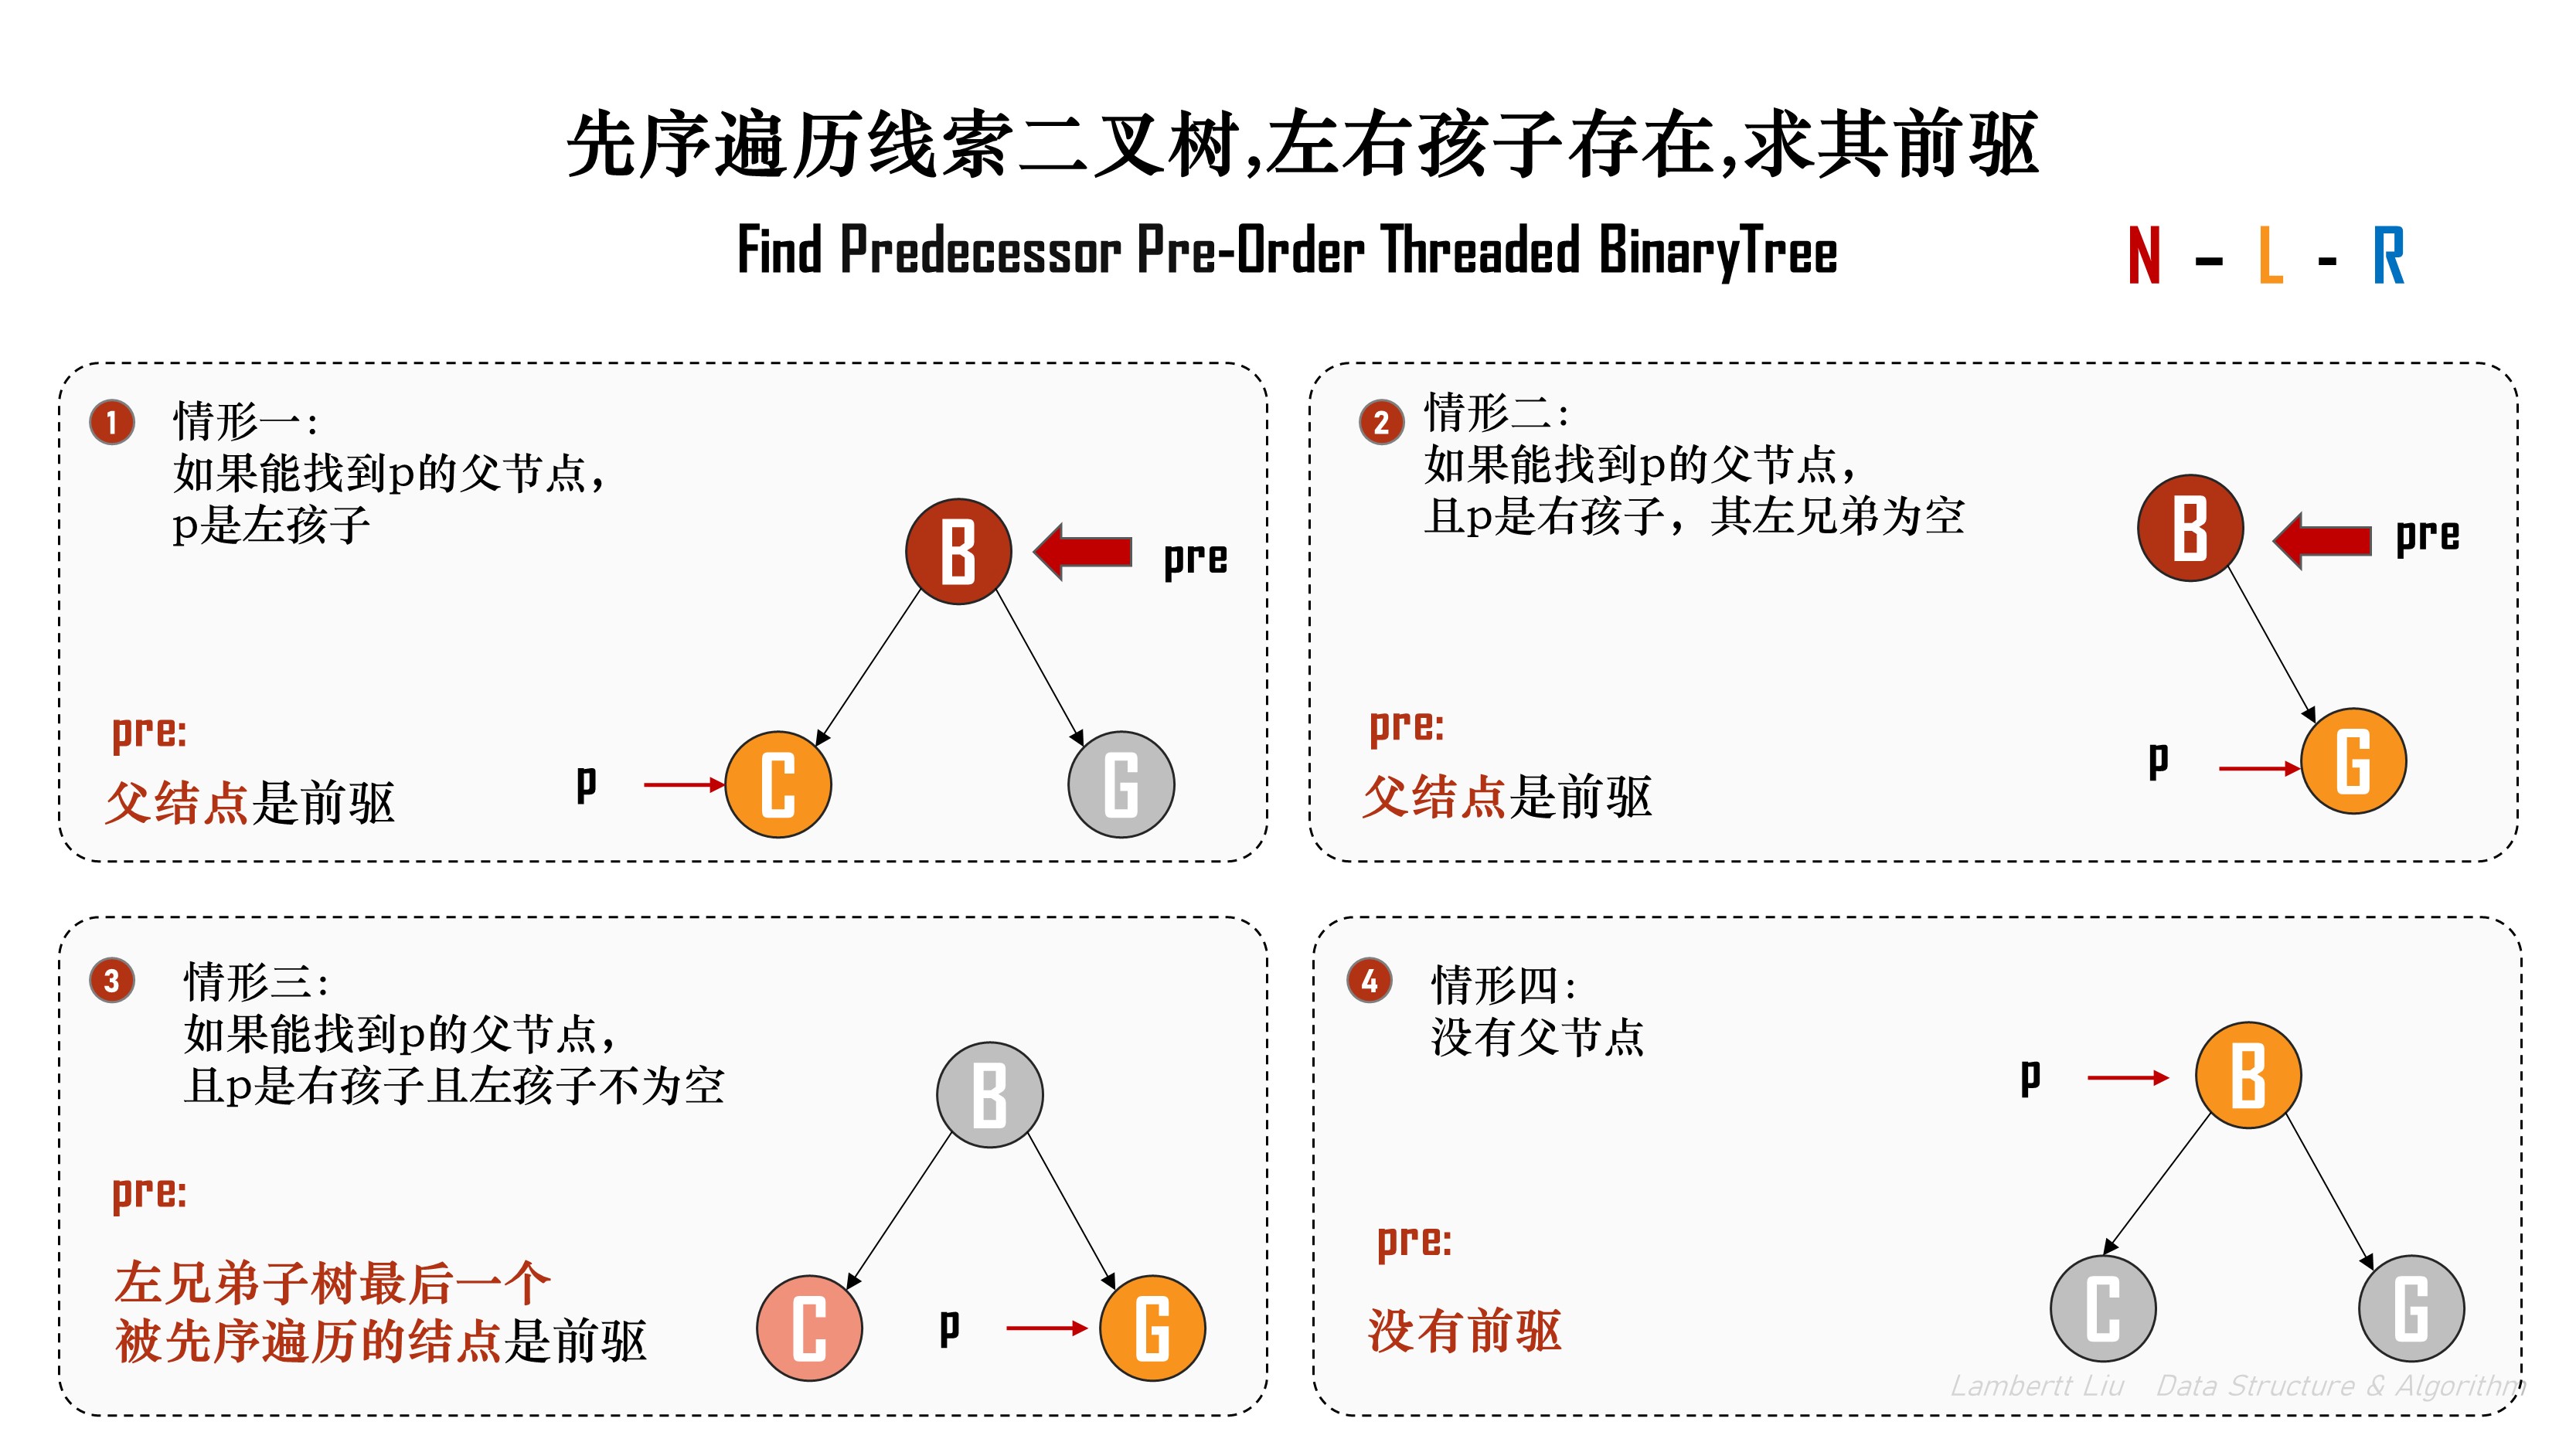 先序遍历线索二叉树,左右孩子存在,求其前驱
Find Predecessor Pre-Order Threaded BinaryTree
N – L - R
1
情形一：
如果能找到p的父节点，
p是左孩子
B
pre
pre:
父结点是前驱
p
C
G
2
情形二：
如果能找到p的父节点，
且p是右孩子，其左兄弟为空
B
pre
pre:
父结点是前驱
p
G
3
情形三：
如果能找到p的父节点，
且p是右孩子且左孩子不为空
B
pre:
左兄弟子树最后一个
被先序遍历的结点是前驱
C
p
G
4
情形四：
没有父节点
p
B
pre:
没有前驱
C
G
Lambertt Liu Data Structure & Algorithm